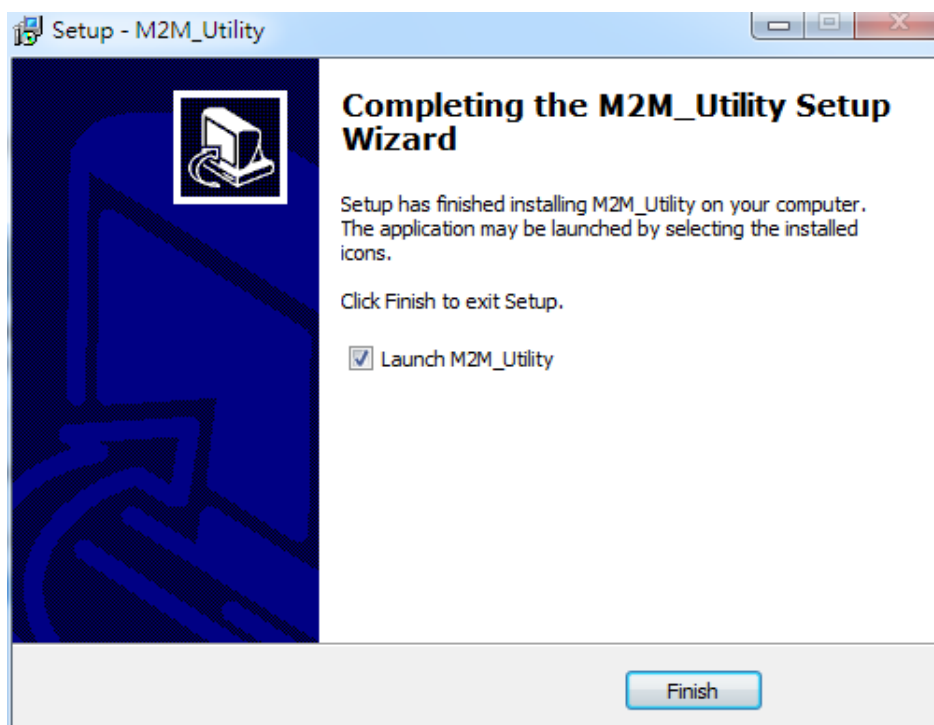 Setup - M2M_Utility
Completing the M2M_Utility Setup
Wizard
Setup has finished installing M2M_Utility on your computer.
The application may be launched by selecting the installed
icons.
Click Finish to exit Setup.
Launch M2M_Utility
Finish